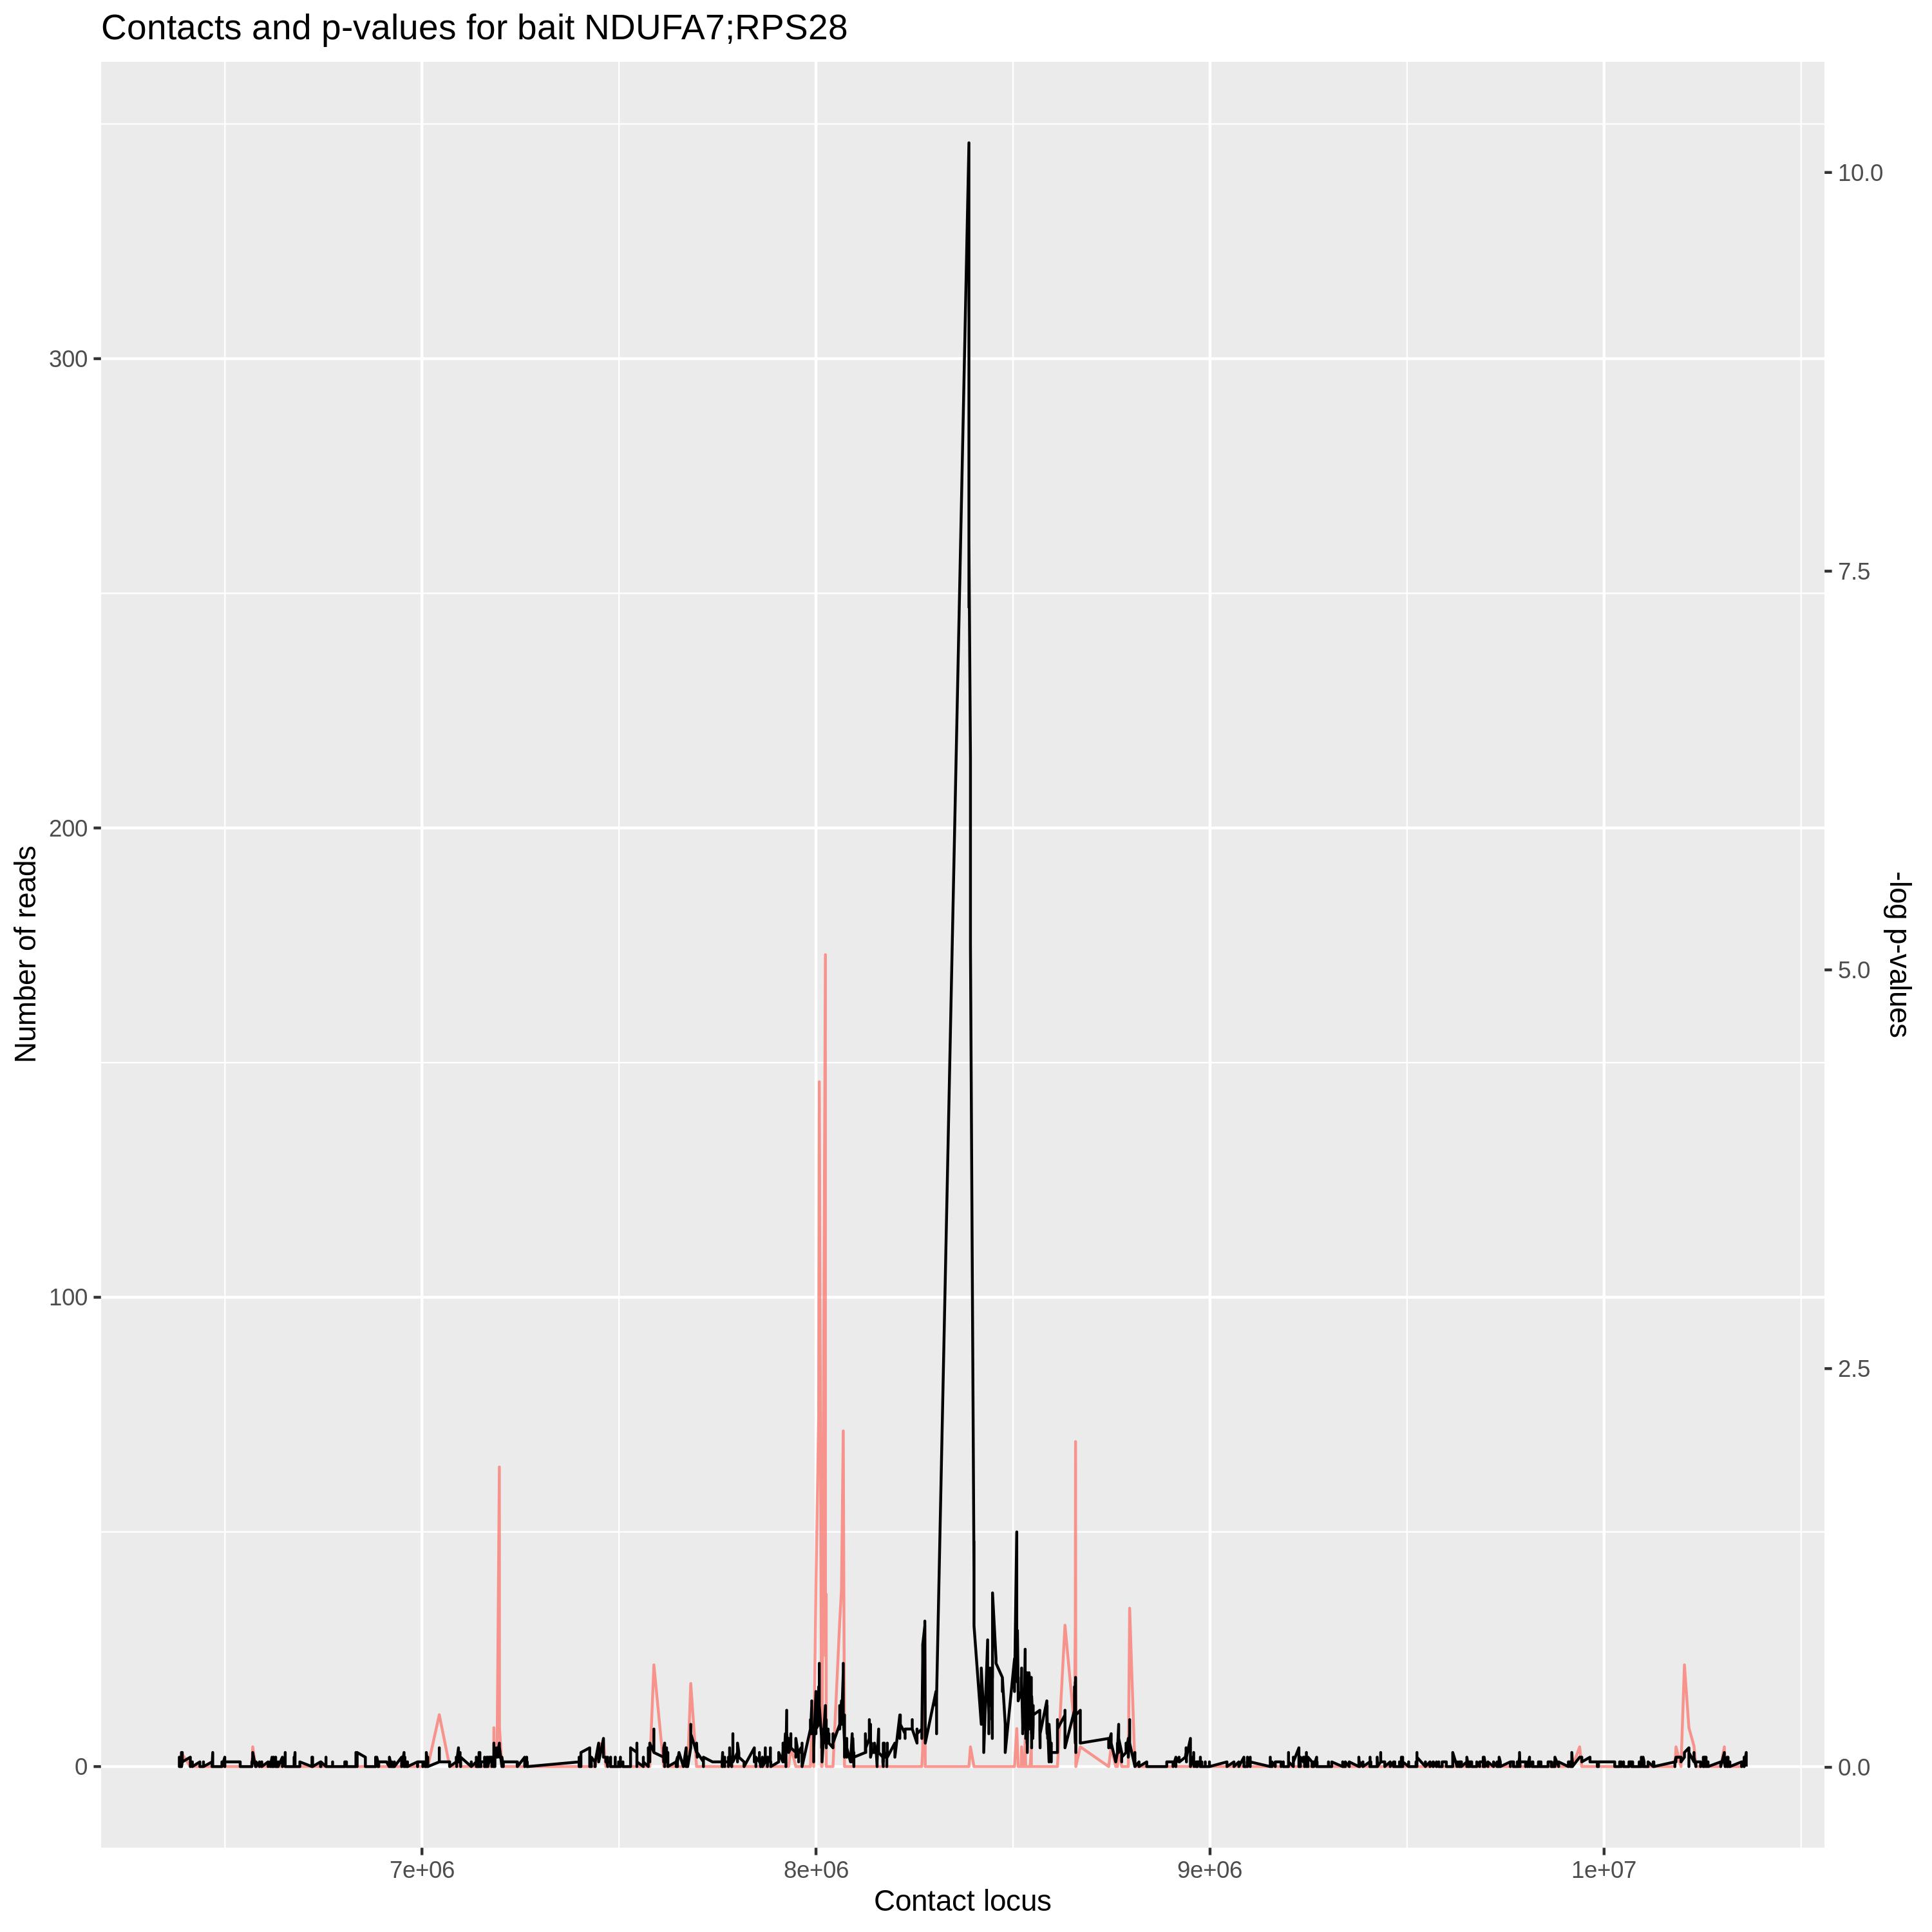 Contacts and p-values for bait NDUFA7;RPS28
Number of reads
300
200
100
0
10.0
7.5
5.0
2.5
0.0
-log p-values
7e+06
8e+06
9e+06
1e+07
Contact locus